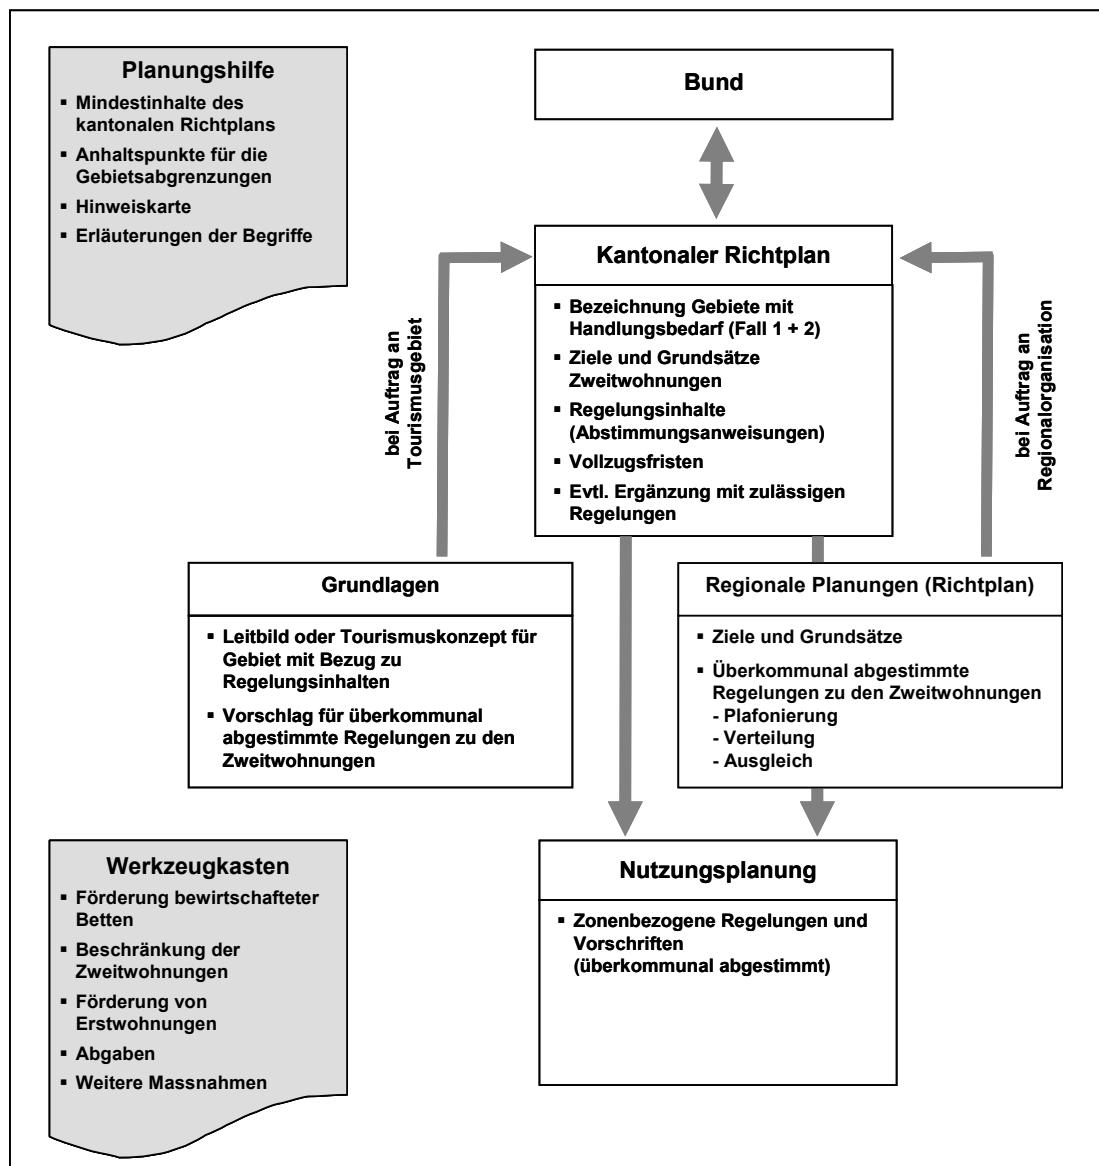 Planungshilfe
▪ Mindestinhalte des
kantonalen Richtplans
▪ Anhaltspunkte für die
Gebietsabgrenzungen
▪ Hinweiskarte
▪ Erläuterungen der Begriffe
Bund
Kantonaler Richtplan
▪ Bezeichnung Gebiete mit
Handlungsbedarf (Fall 1 + 2)
▪ Ziele und Grundsätze
Zweitwohnungen
▪ Regelungsinhalte
(Abstimmungsanweisungen)
▪ Vollzugsfristen
▪ Evtl. Ergänzung mit zulässigen
Regelungen
bei Auftrag an
Tourismusgebiet
bei Auftrag an
Regionalorganisation
Grundlagen
▪ Leitbild oder Tourismuskonzept für
Gebiet mit Bezug zu
Regelungsinhalten
▪ Vorschlag für überkommunal
abgestimmte Regelungen zu den
Zweitwohnungen
Regionale Planungen (Richtplan)
▪ Ziele und Grundsätze
▪ Überkommunal abgestimmte
Regelungen zu den Zweitwohnungen
- Plafonierung
- Verteilung
- Ausgleich
Werkzeugkasten
▪ Förderung bewirtschafteter
Betten
▪ Beschränkung der
Zweitwohnungen
▪ Förderung von
Erstwohnungen
▪ Abgaben
▪ Weitere Massnahmen
Nutzungsplanung
▪ Zonenbezogene Regelungen und
Vorschriften
(überkommunal abgestimmt)